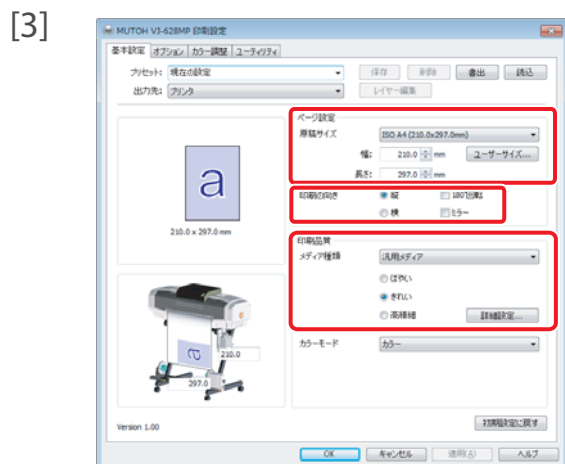 [3]
MUTOH VJ-628MP 印刷設定
基本設定 オプション カラー調整 ユーティリティ
プリセット: 現在の設定 保存 削除 書出 読込
出力先: プリンタ レイヤー編集
ページ設定
原稿サイズ ISO A4 (210.0x297.0mm)
幅: 210.0 mm ユーザーサイズ...
長さ: 297.0 mm
印刷の向き 縦 180°回転
横 ミラー
a
210.0 x 297.0 mm
印刷品質
メディア種類 汎用メディア
はやい
きれい
高精細 詳細設定...
カラーモード カラー
a
210.0
297.0
Version 1.00
初期設定に戻す
OK キャンセル 適用(A) ヘルプ